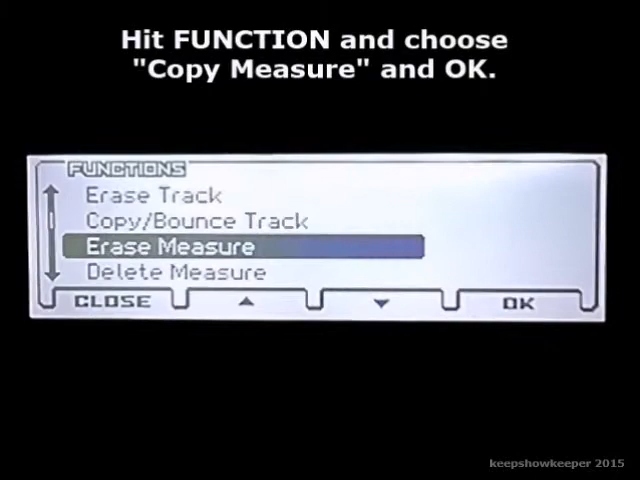 Hit FUNCTION and choose
"Copy Measure" and OK.
FUNCTIONS
Erase Track
Copy/Bounce Track
Erase Measure
Delete Measure
CLOSE
OK
keepshowkeeper 2015